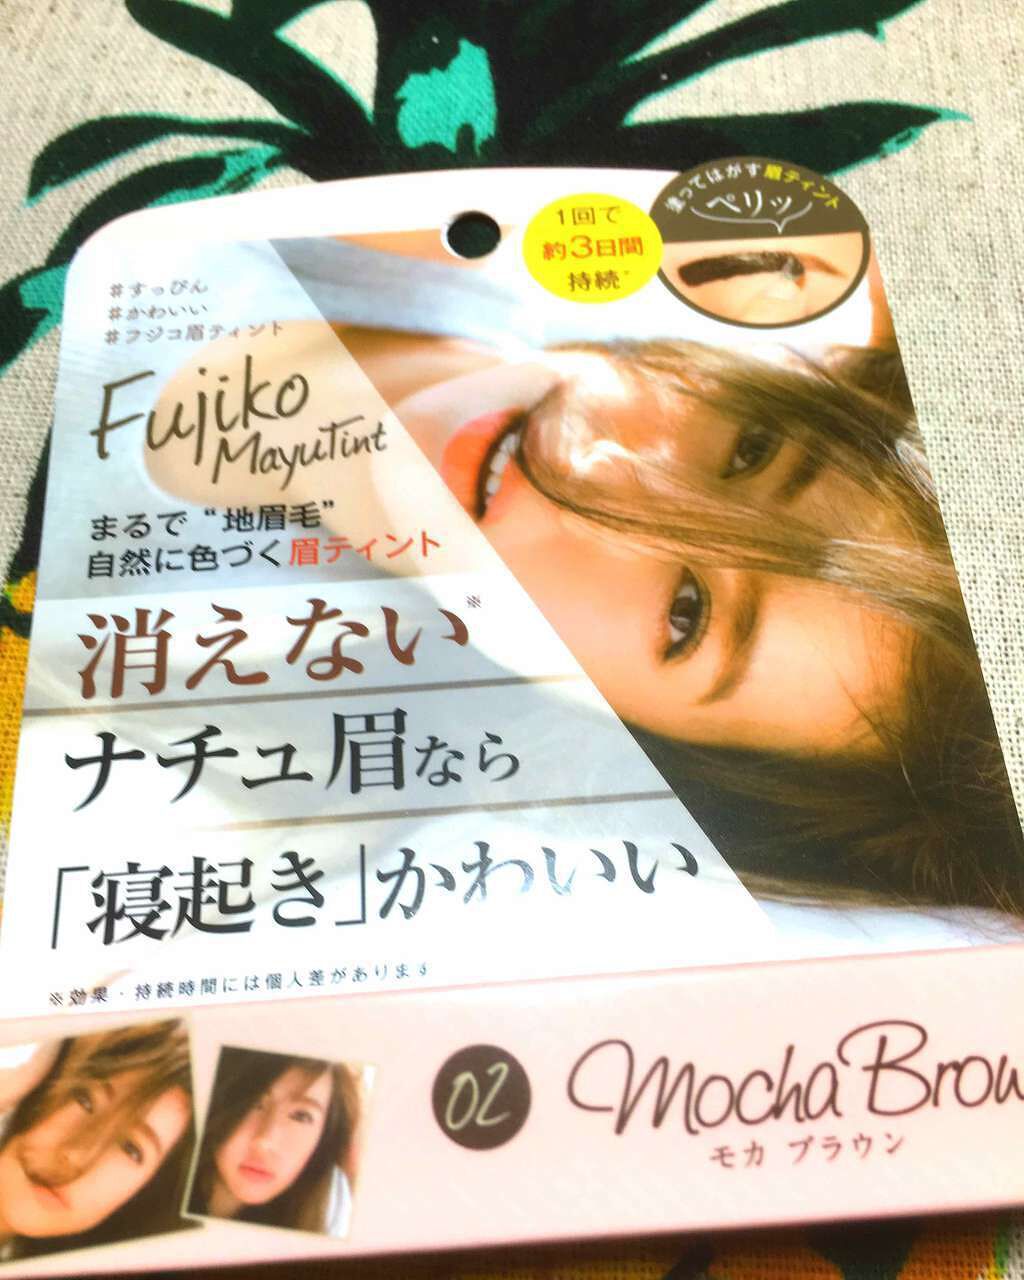 塗ってはがす眉ティント
ペリッ
1回で
約3日間
持続*
#すっぴん
#かわいい
#フジコ眉ティント
Fujiko
MayuTint
まるで“地眉毛”
自然に色づく眉ティント
消えない※
ナチュ眉なら
「寝起き」かわいい
※効果・持続時間には個人差があります
02
Mocha Brow
モカ ブラウン